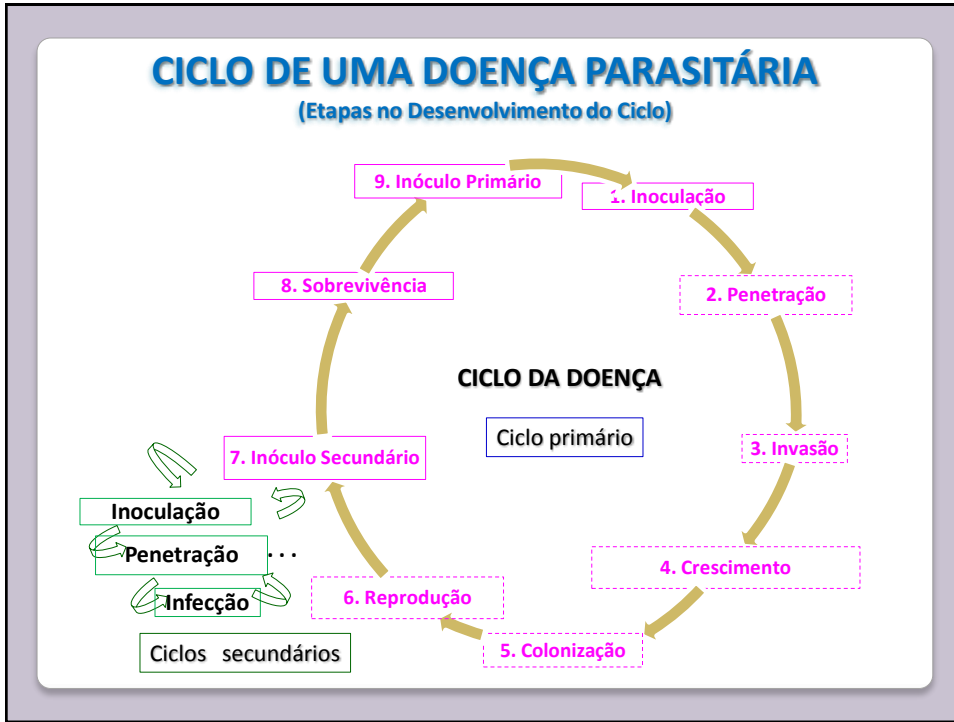 CICLO DE UMA DOENÇA PARASITÁRIA
(Etapas no Desenvolvimento do Ciclo)
9. Inóculo Primário
1. Inoculação
2. Penetração
8. Sobrevivência
CICLO DA DOENÇA
Ciclo primário
3. Invasão
7. Inóculo Secundário
Inoculação
Penetração ...
Infecção
Ciclos secundários
4. Crescimento
6. Reprodução
5. Colonização